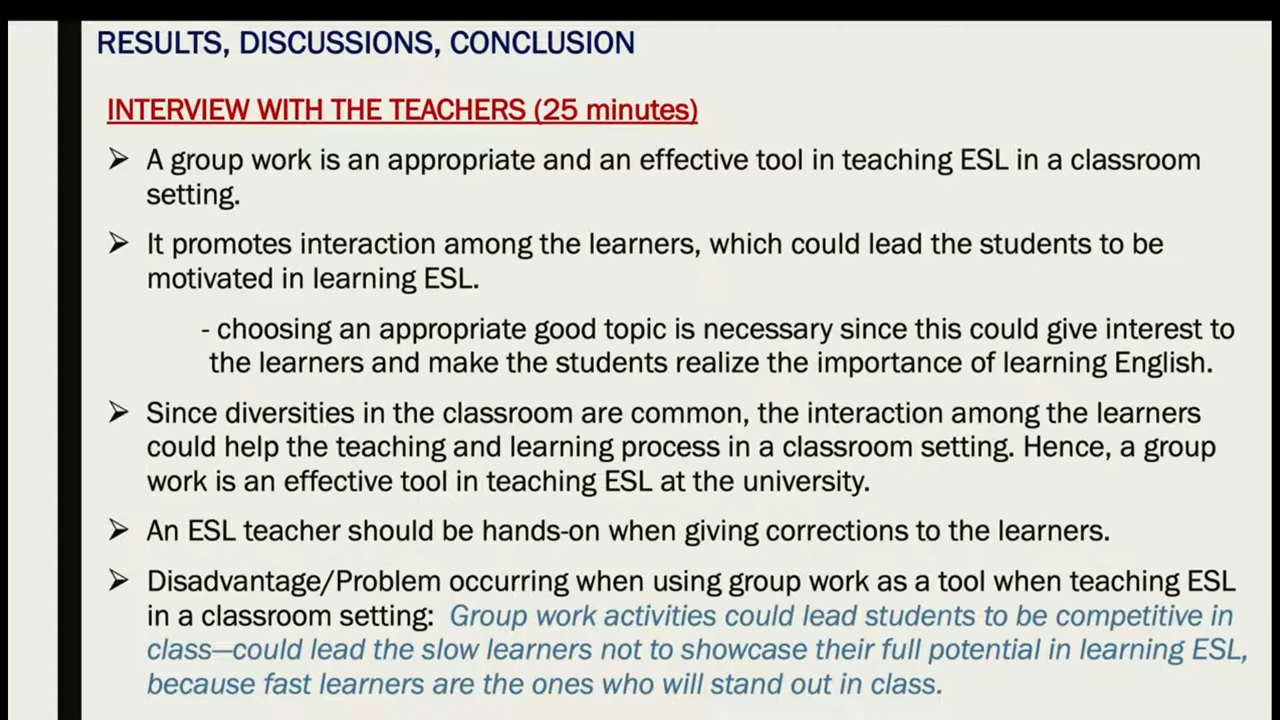 RESULTS, DISCUSSIONS, CONCLUSION
INTERVIEW WITH THE TEACHERS (25 minutes)
➢ A group work is an appropriate and an effective tool in teaching ESL in a classroom
setting.
➢ It promotes interaction among the learners, which could lead the students to be
motivated in learning ESL.
- choosing an appropriate good topic is necessary since this could give interest to
the learners and make the students realize the importance of learning English.
➢ Since diversities in the classroom are common, the interaction among the learners
could help the teaching and learning process in a classroom setting. Hence, a group
work is an effective tool in teaching ESL at the university.
➢ An ESL teacher should be hands-on when giving corrections to the learners.
➢ Disadvantage/Problem occurring when using group work as a tool when teaching ESL
in a classroom setting: Group work activities could lead students to be competitive in
class—could lead the slow learners not to showcase their full potential in learning ESL,
because fast learners are the ones who will stand out in class.